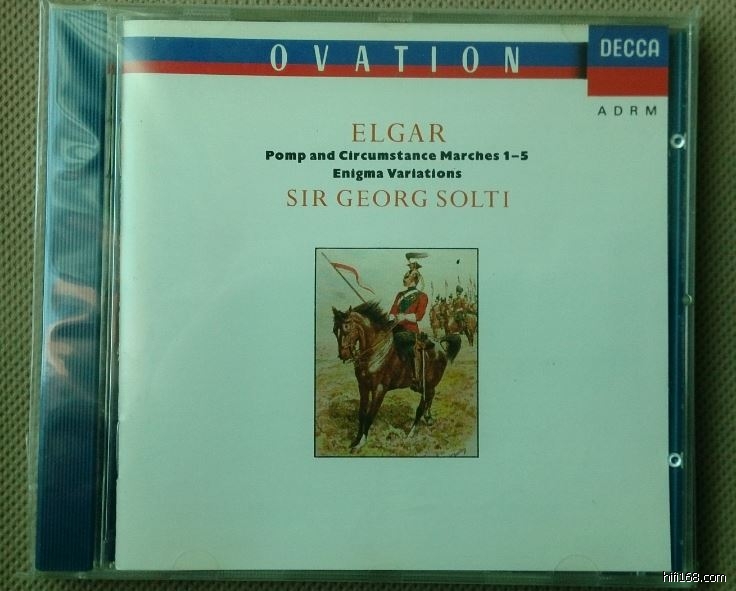 OVATION
DECCA
ADRM
ELGAR
Pomp and Circumstance Marches 1–5
Enigma Variations
SIR GEORG SOLTI
hifi168.com